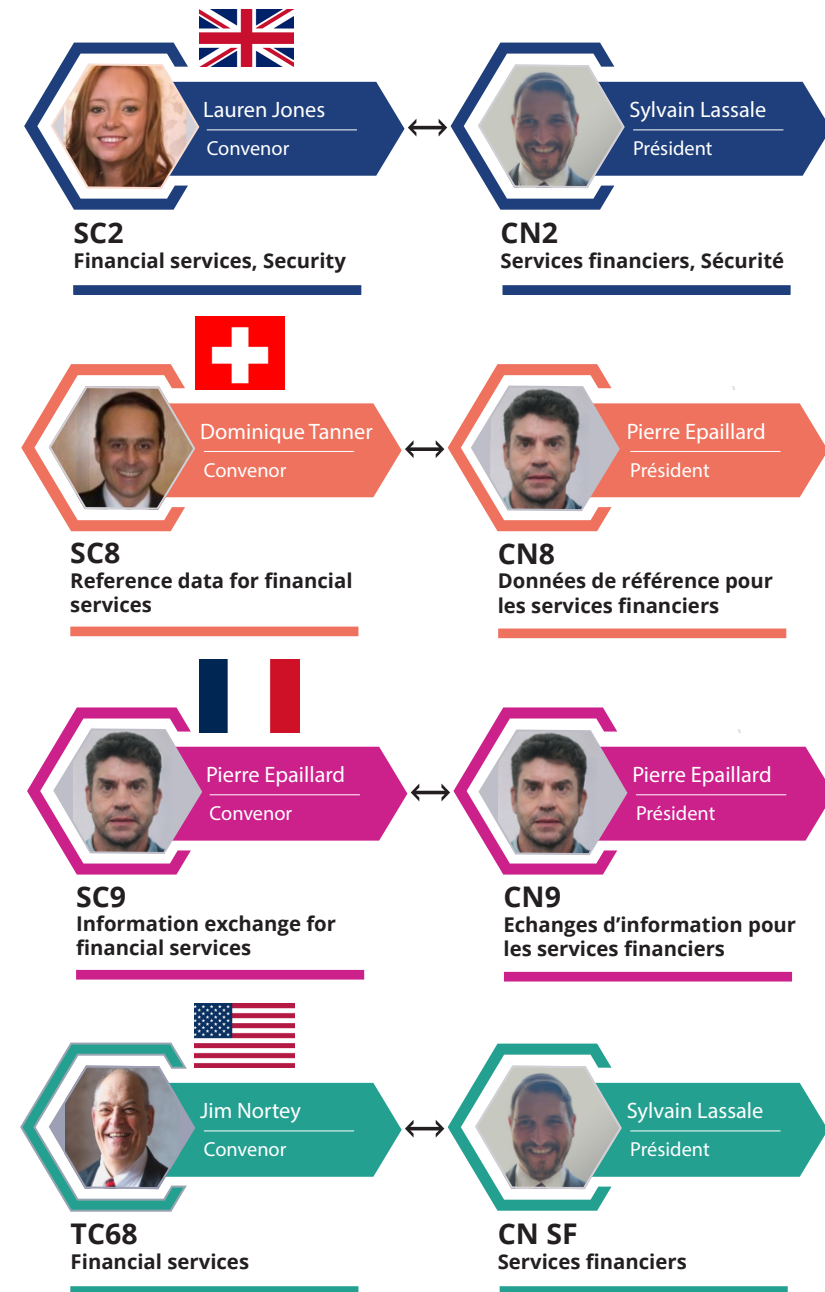 Lauren Jones
Convenor
SC2
Financial services, Security
Sylvain Lassale
Président
CN2
Services financiers, Sécurité
Dominique Tanner
Convenor
SC8
Reference data for financial
services
Pierre Epaillard
Président
CN8
Données de référence pour
les services financiers
Pierre Epaillard
Convenor
SC9
Information exchange for
financial services
Pierre Epaillard
Président
CN9
Echanges d’information pour
les services financiers
Jim Nortey
Convenor
TC68
Financial services
Sylvain Lassale
Président
CN SF
Services financiers